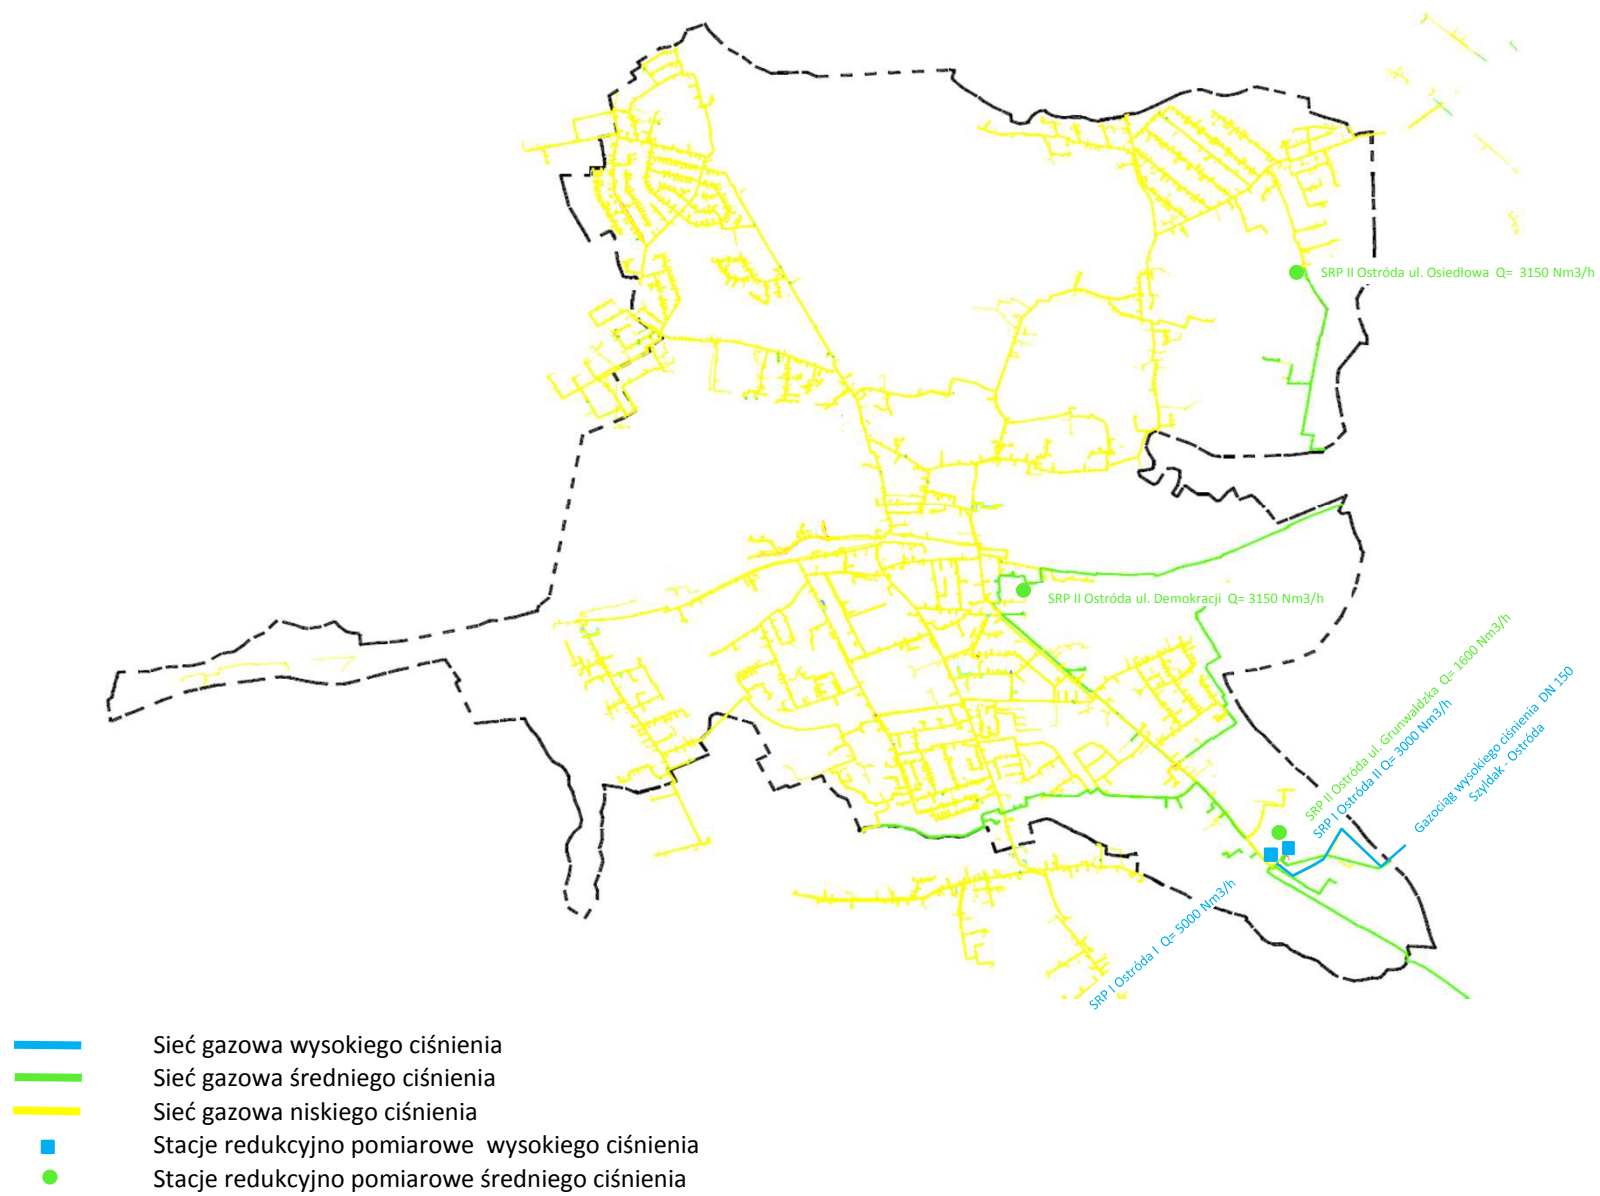 SRP II Ostróda ul. Osiedlowa Q= 3150 Nm3/h
SRP II Ostróda ul. Demokracji Q= 3150 Nm3/h
SRP II Ostróda ul. Grunwaldzka Q= 1600 Nm3/h
SRP I Ostróda II Q= 3000 Nm3/h
Gazociąg wysokiego ciśnienia DN 150
Szyldak - Ostróda
SRP I Ostróda I Q= 5000 Nm3/h
Sieć gazowa wysokiego ciśnienia
Sieć gazowa średniego ciśnienia
Sieć gazowa niskiego ciśnienia
Stacje redukcyjno pomiarowe wysokiego ciśnienia
Stacje redukcyjno pomiarowe średniego ciśnienia